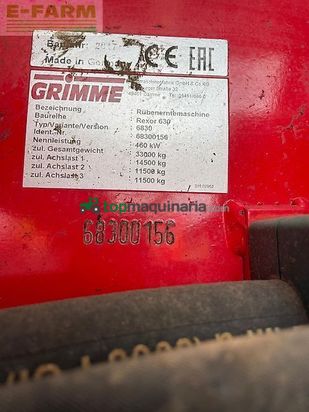 E-FARM
Made in Germany
CE EAC
GRIMME
Bezeichnung : Rübenerntemaschine
Baureihe : Rexor 630
Typ/Variante/Version : 6830
Ident.-Nr. : 68300156
Nennleistung : 460 kW
zul. Gesamtgewicht : 33000 kg
zul. Achslast 1 : 14500 kg
zul. Achslast 2 : 11500 kg
zul. Achslast 3 : 11500 kg
topmaquinaria.com
68300156